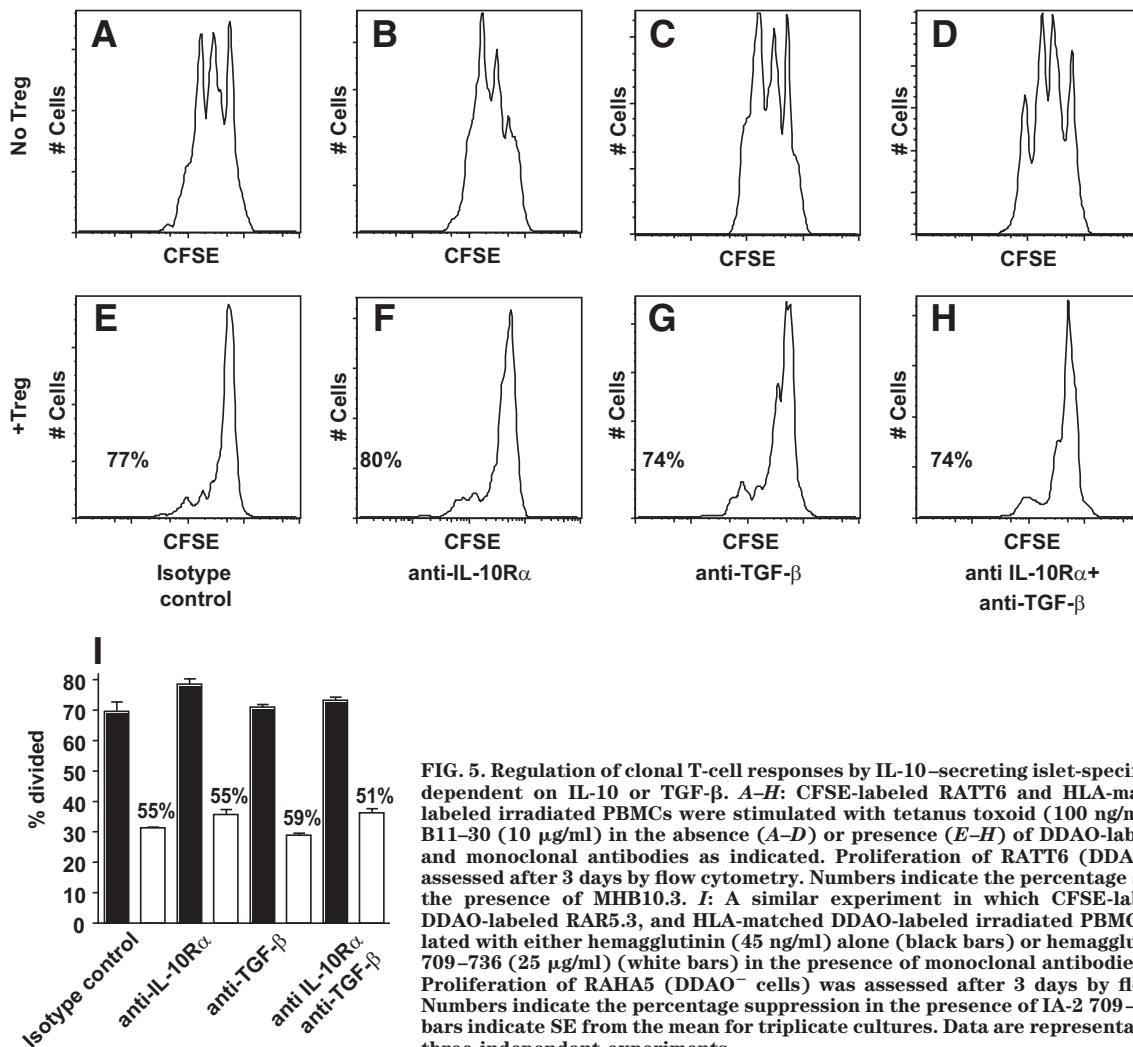 A
B
C
D
No Treg
# Cells
# Cells
# Cells
# Cells
CFSE
CFSE
CFSE
CFSE
E
F
G
H
+Treg
# Cells
# Cells
# Cells
# Cells
77%
80%
74%
74%
CFSE
CFSE
CFSE
CFSE
Isotype control
anti-IL-10Rα
anti-TGF-β
anti IL-10Rα+ anti-TGF-β
I
% divided
80
70
60
50
40
30
20
10
0
55%
55%
59%
51%
Isotype control
anti-IL-10Rα
anti-TGF-β
anti IL-10Rα
anti-TGF-β
FIG. 5. Regulation of clonal T-cell responses by IL-10–secreting islet-specif
dependent on IL-10 or TGF-β. A–H: CFSE-labeled RATT6 and HLA-ma
labeled irradiated PBMCs were stimulated with tetanus toxoid (100 ng/m
B11–30 (10 μg/ml) in the absence (A–D) or presence (E–H) of DDAO-lab
and monoclonal antibodies as indicated. Proliferation of RATT6 (DDA
assessed after 3 days by flow cytometry. Numbers indicate the percentage
the presence of MHB10.3. I: A similar experiment in which CFSE-lab
DDAO-labeled RAR5.3, and HLA-matched DDAO-labeled irradiated PBMC
lated with either hemagglutinin (45 ng/ml) alone (black bars) or hemagglu
709–736 (25 μg/ml) (white bars) in the presence of monoclonal antibodie
Proliferation of RAHA5 (DDAO⁻ cells) was assessed after 3 days by fl
Numbers indicate the percentage suppression in the presence of IA-2 709–
bars indicate SE from the mean for triplicate cultures. Data are representa
three independent experiments